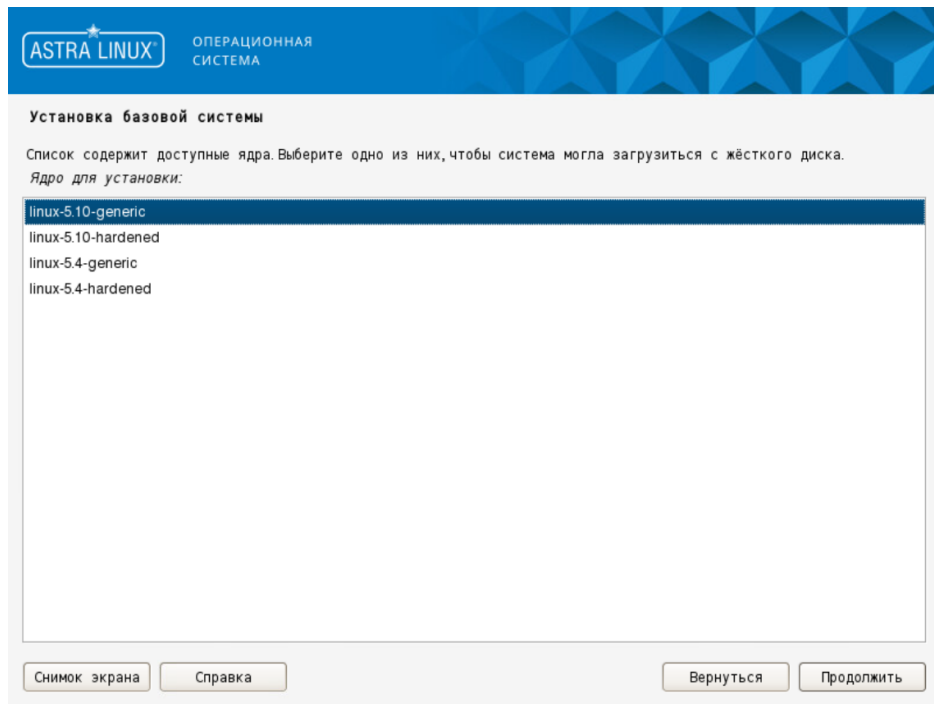 ASTRA LINUX®
ОПЕРАЦИОННАЯ
СИСТЕМА
Установка базовой системы
Список содержит доступные ядра. Выберите одно из них, чтобы система могла загрузиться с жёсткого диска.
Ядро для установки:
linux-5.10-generic
linux-5.10-hardened
linux-5.4-generic
linux-5.4-hardened
Снимок экрана
Справка
Вернуться
Продолжить